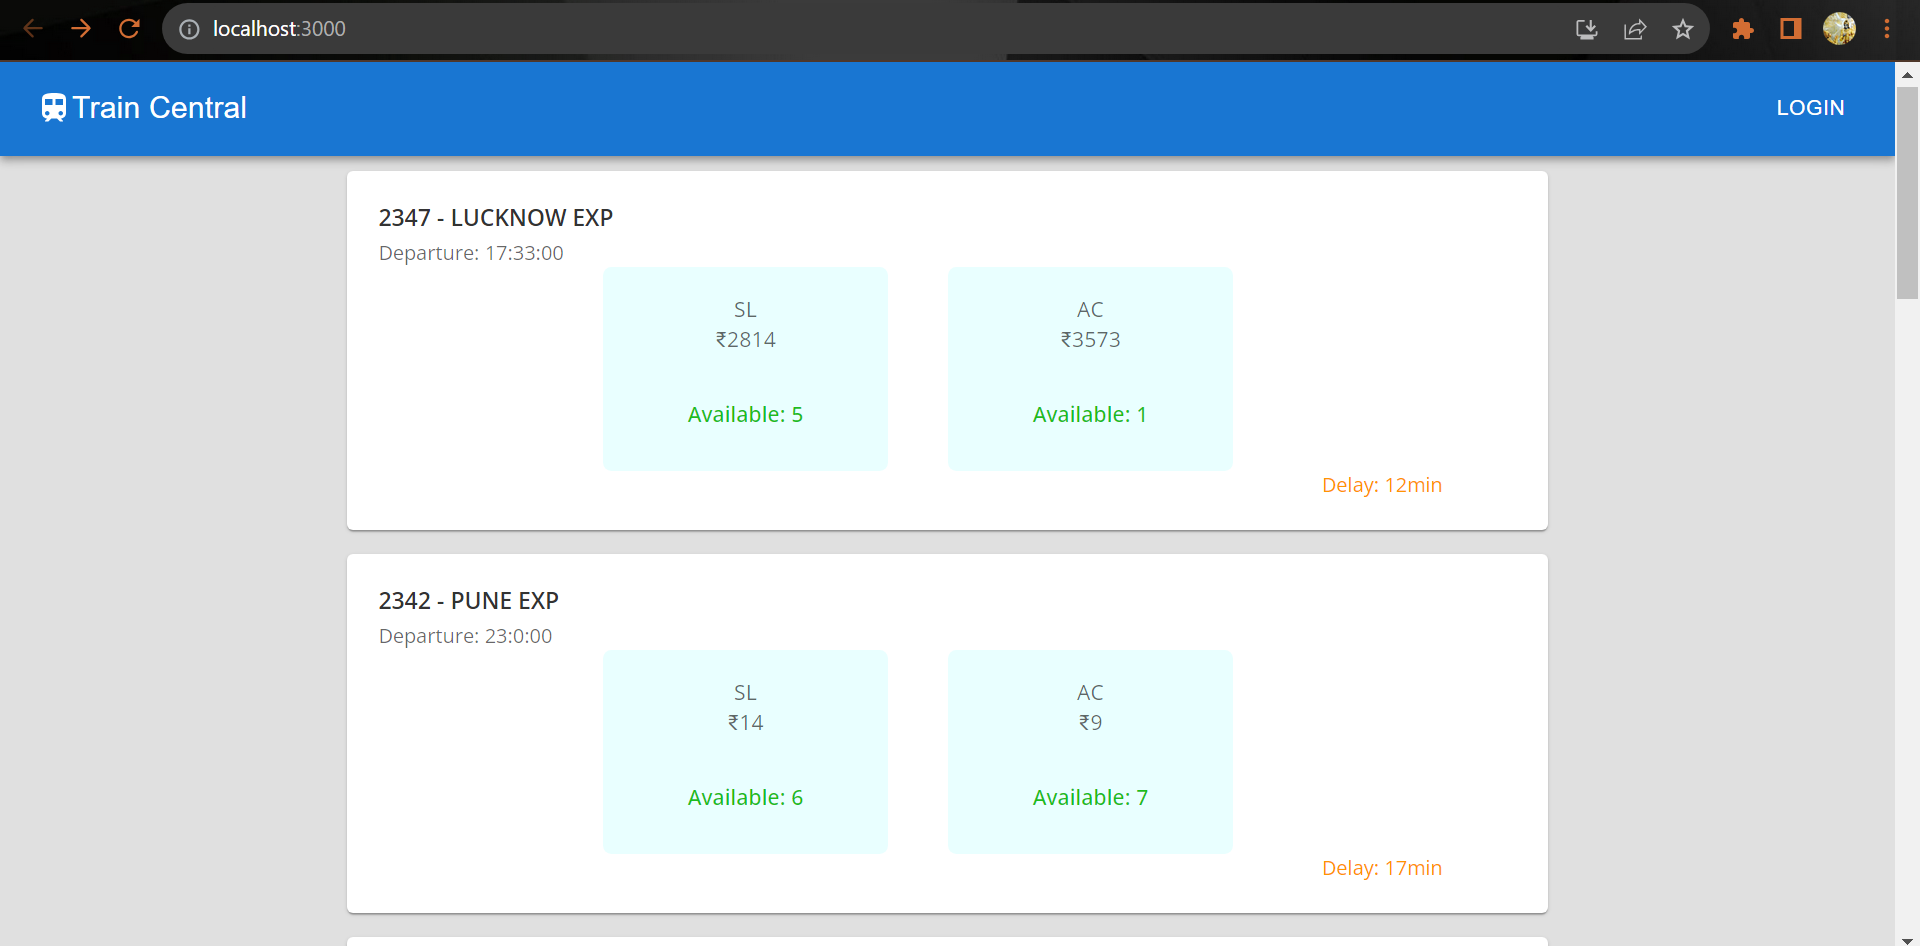 localhost:3000
Train Central
LOGIN
2347 - LUCKNOW EXP
Departure: 17:33:00
SL
₹2814
Available: 5
AC
₹3573
Available: 1
Delay: 12min
2342 - PUNE EXP
Departure: 23:0:00
SL
₹14
Available: 6
AC
₹9
Available: 7
Delay: 17min